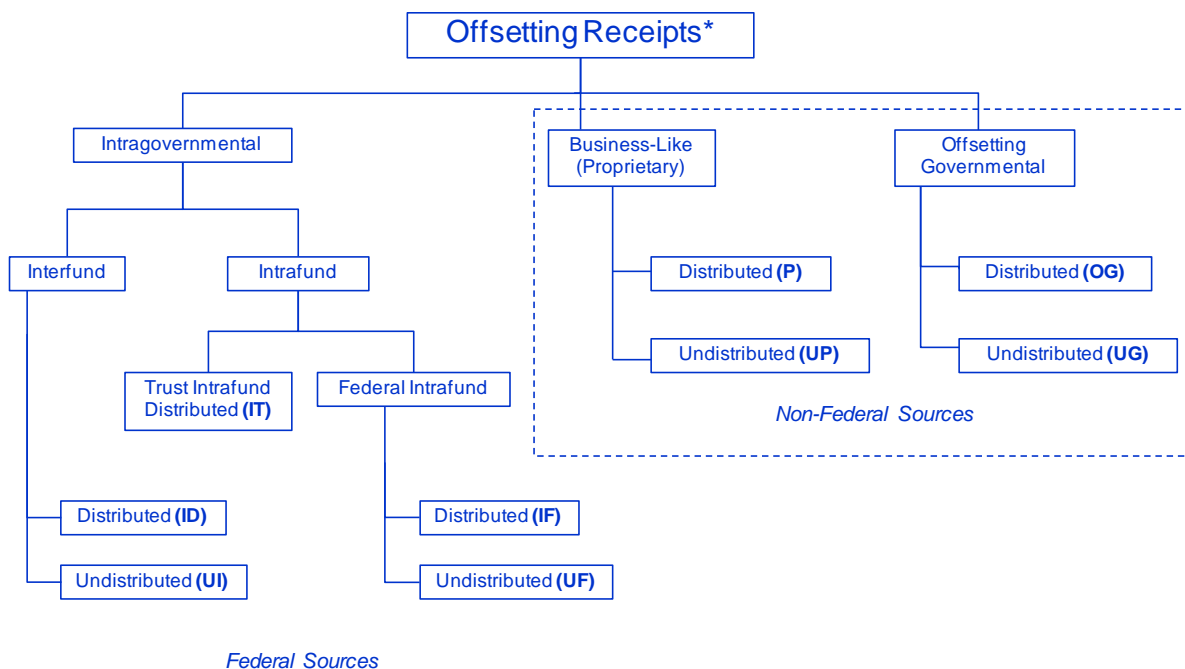 Offsetting Receipts*
Intragovernmental
Business-Like
(Proprietary)
Offsetting
Governmental
Interfund
Intrafund
Distributed (P)
Distributed (OG)
Undistributed (UP)
Undistributed (UG)
Trust Intrafund
Distributed (IT)
Federal Intrafund
Non-Federal Sources
Distributed (ID)
Distributed (IF)
Undistributed (UI)
Undistributed (UF)
Federal Sources